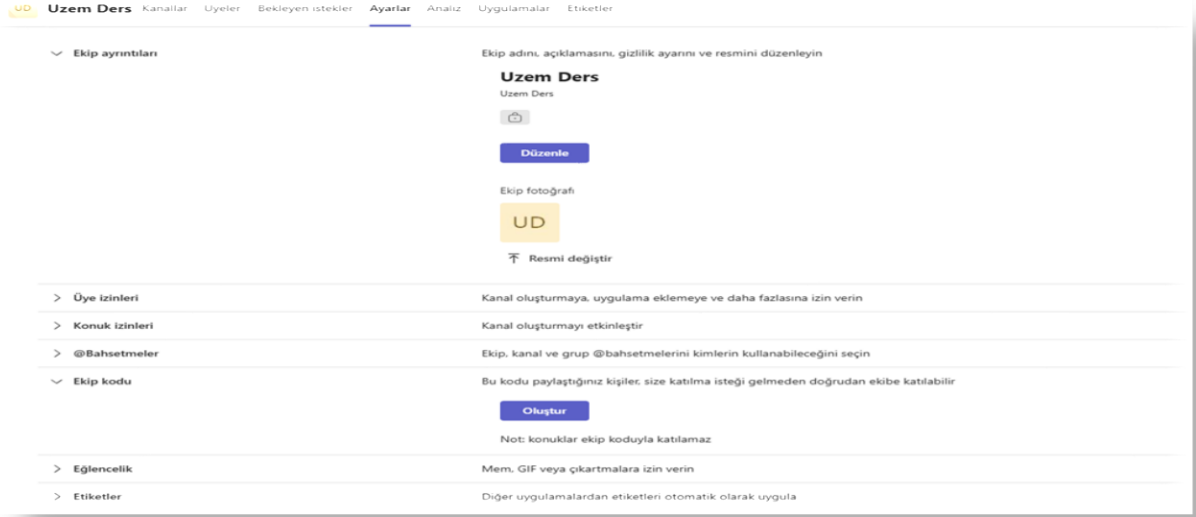 UD Uzem Ders Kanallar Üyeler Bekleyen istekler Ayarlar Analiz Uygulamalar Etiketler
Ekip ayrıntıları Ekip adını, açıklamasını, gizlilik ayarını ve resmini düzenleyin
Uzem Ders
Uzem Ders
Düzenle
Ekip fotoğrafı
UD
Resmi değiştir
Üye izinleri Kanal oluşturmaya, uygulama eklemeye ve daha fazlasına izin verin
Konuk izinleri Kanal oluşturmayı etkinleştir
@Bahsetmeler Ekip, kanal ve grup @bahsetmelerini kimlerin kullanabileceğini seçin
Ekip kodu Bu kodu paylaştığınız kişiler, size katılma isteği gelmeden doğrudan ekibe katılabilir
Oluştur
Not: konuklar ekip koduyla katılamaz
Eğlencelik Mem, GIF veya çıkartmalara izin verin
Etiketler Diğer uygulamalardan etiketleri otomatik olarak uygula